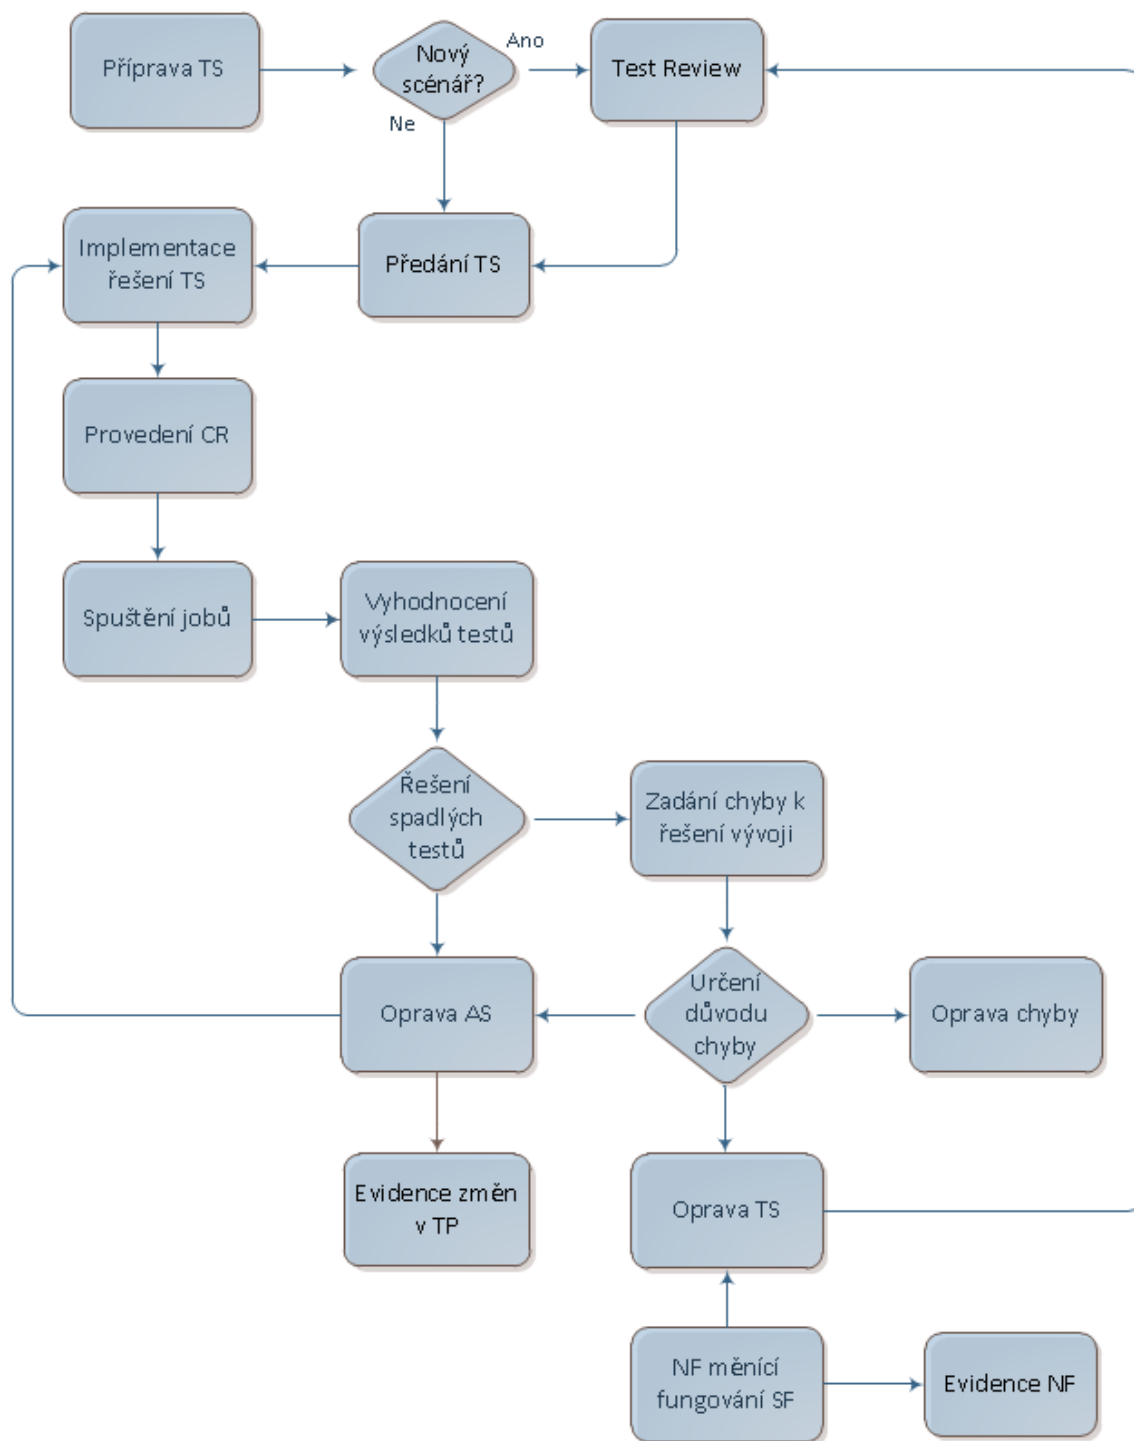 Příprava TS
Nový
scénář?
Ano
Test Review
Ne
Implementace
řešení TS
Předání TS
Provedení CR
Spuštění jobů
Vyhodnocení
výsledků testů
Řešení
spadlých
testů
Zadání chyby k
řešení vývoji
Oprava AS
Určení
důvodu
chyby
Oprava chyby
Evidence změn
v TP
Oprava TS
NF měnící
fungování SF
Evidence NF